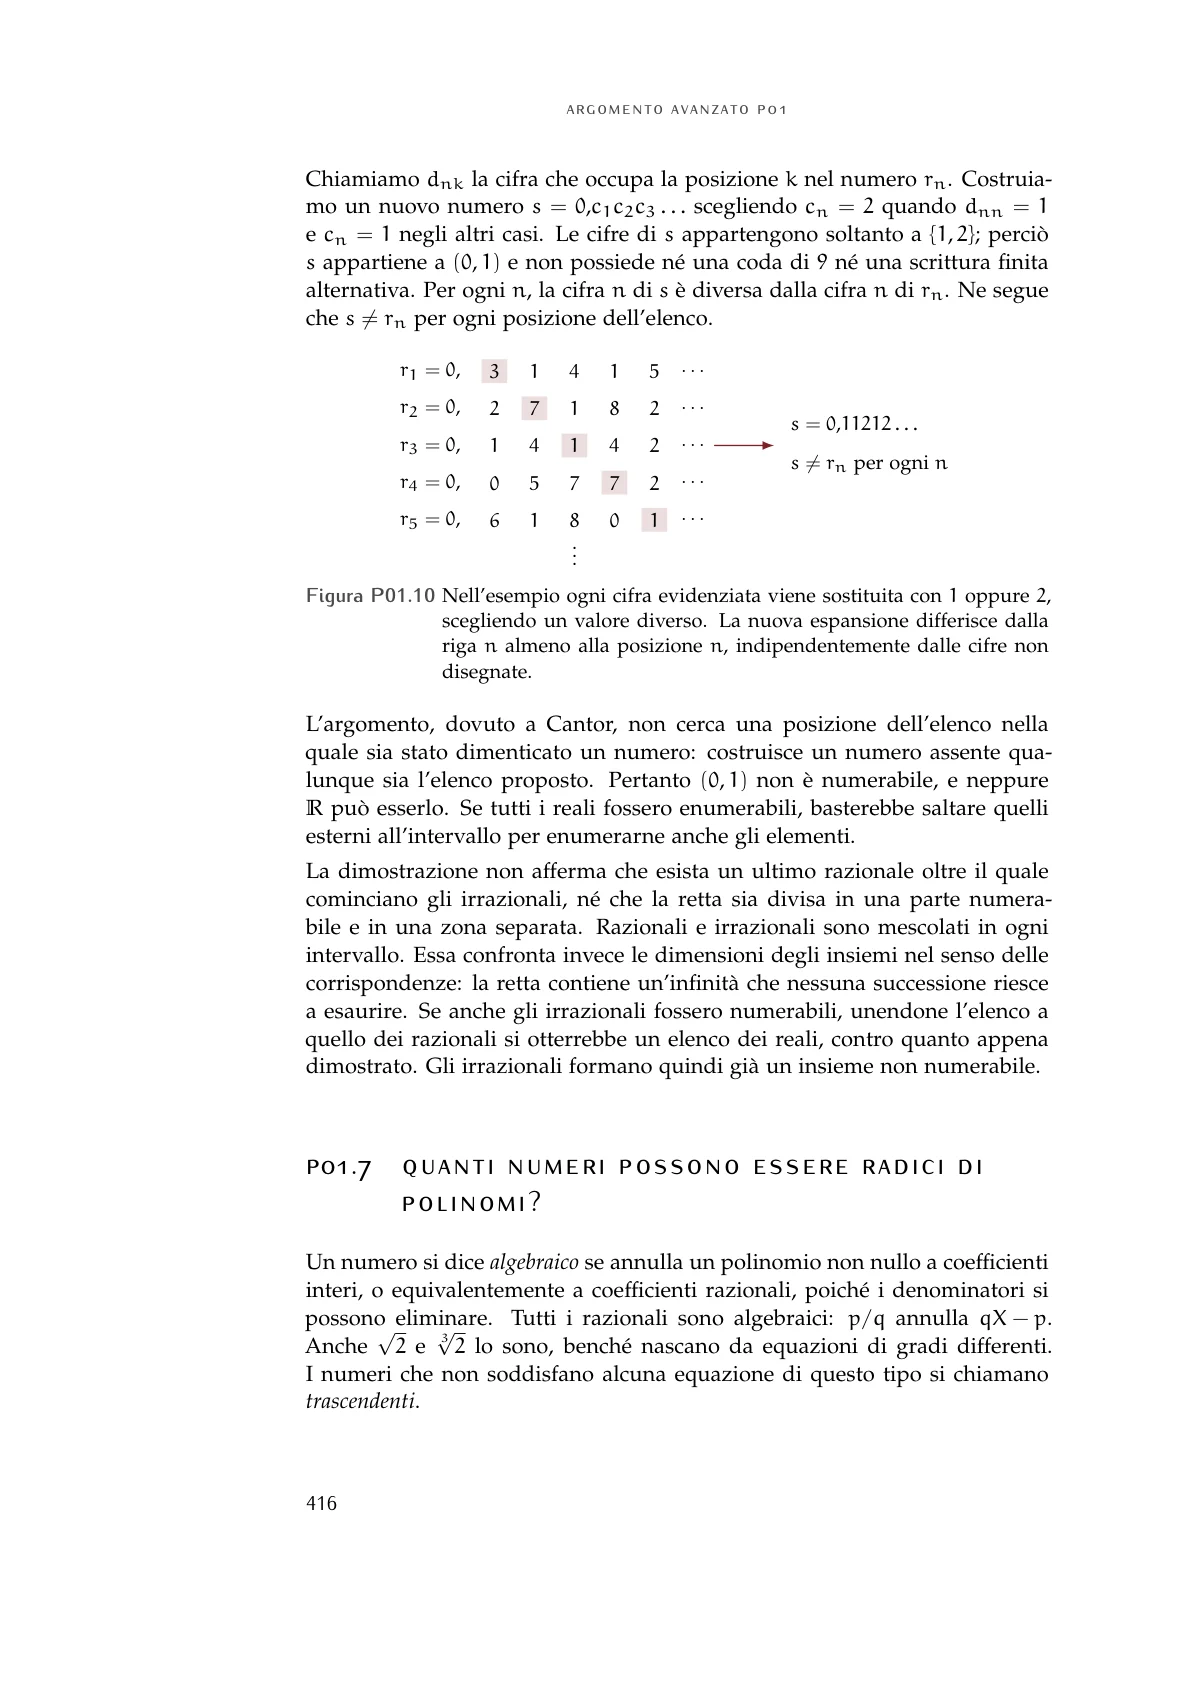 ARGOMENTO AVANZATO P01
Chiamiamo dnk la cifra che occupa la posizione k nel numero rn. Costruia-
mo un nuovo numero s = 0,c1c2c3 ... scegliendo cn = 2 quando dnn = 1
e cn = 1 negli altri casi. Le cifre di s appartengono soltanto a {1, 2}; perciò
s appartiene a (0, 1) e non possiede né una coda di 9 né una scrittura finita
alternativa. Per ogni n, la cifra n di s è diversa dalla cifra n di rn. Ne segue
che s ≠ rn per ogni posizione dell'elenco.
r1 = 0, 3 1 4 1 5 ···
r2 = 0, 2 7 1 8 2 ···
r3 = 0, 1 4 1 4 2 ···
r4 = 0, 0 5 7 7 2 ···
r5 = 0, 6 1 8 0 1 ···
⋮
s = 0,11212...
s ≠ rn per ogni n
Figura P01.10 Nell'esempio ogni cifra evidenziata viene sostituita con 1 oppure 2,
scegliendo un valore diverso. La nuova espansione differisce dalla
riga n almeno alla posizione n, indipendentemente dalle cifre non
disegnate.
L'argomento, dovuto a Cantor, non cerca una posizione dell'elenco nella
quale sia stato dimenticato un numero: costruisce un numero assente qua-
lunque sia l'elenco proposto. Pertanto (0, 1) non è numerabile, e neppure
ℝ può esserlo. Se tutti i reali fossero enumerabili, basterebbe saltare quelli
esterni all'intervallo per enumerarne anche gli elementi.
La dimostrazione non afferma che esista un ultimo razionale oltre il quale
cominciano gli irrazionali, né che la retta sia divisa in una parte numera-
bile e in una zona separata. Razionali e irrazionali sono mescolati in ogni
intervallo. Essa confronta invece le dimensioni degli insiemi nel senso delle
corrispondenze: la retta contiene un'infinità che nessuna successione riesce
a esaurire. Se anche gli irrazionali fossero numerabili, unendone l'elenco a
quello dei razionali si otterrebbe un elenco dei reali, contro quanto appena
dimostrato. Gli irrazionali formano quindi già un insieme non numerabile.
P01.7 QUANTI NUMERI POSSONO ESSERE RADICI DI
POLINOMI?
Un numero si dice algebraico se annulla un polinomio non nullo a coefficienti
interi, o equivalentemente a coefficienti razionali, poiché i denominatori si
possono eliminare. Tutti i razionali sono algebraici: p/q annulla qX − p.
Anche √2 e ∛2 lo sono, benché nascano da equazioni di gradi differenti.
I numeri che non soddisfano alcuna equazione di questo tipo si chiamano
trascendenti.
416